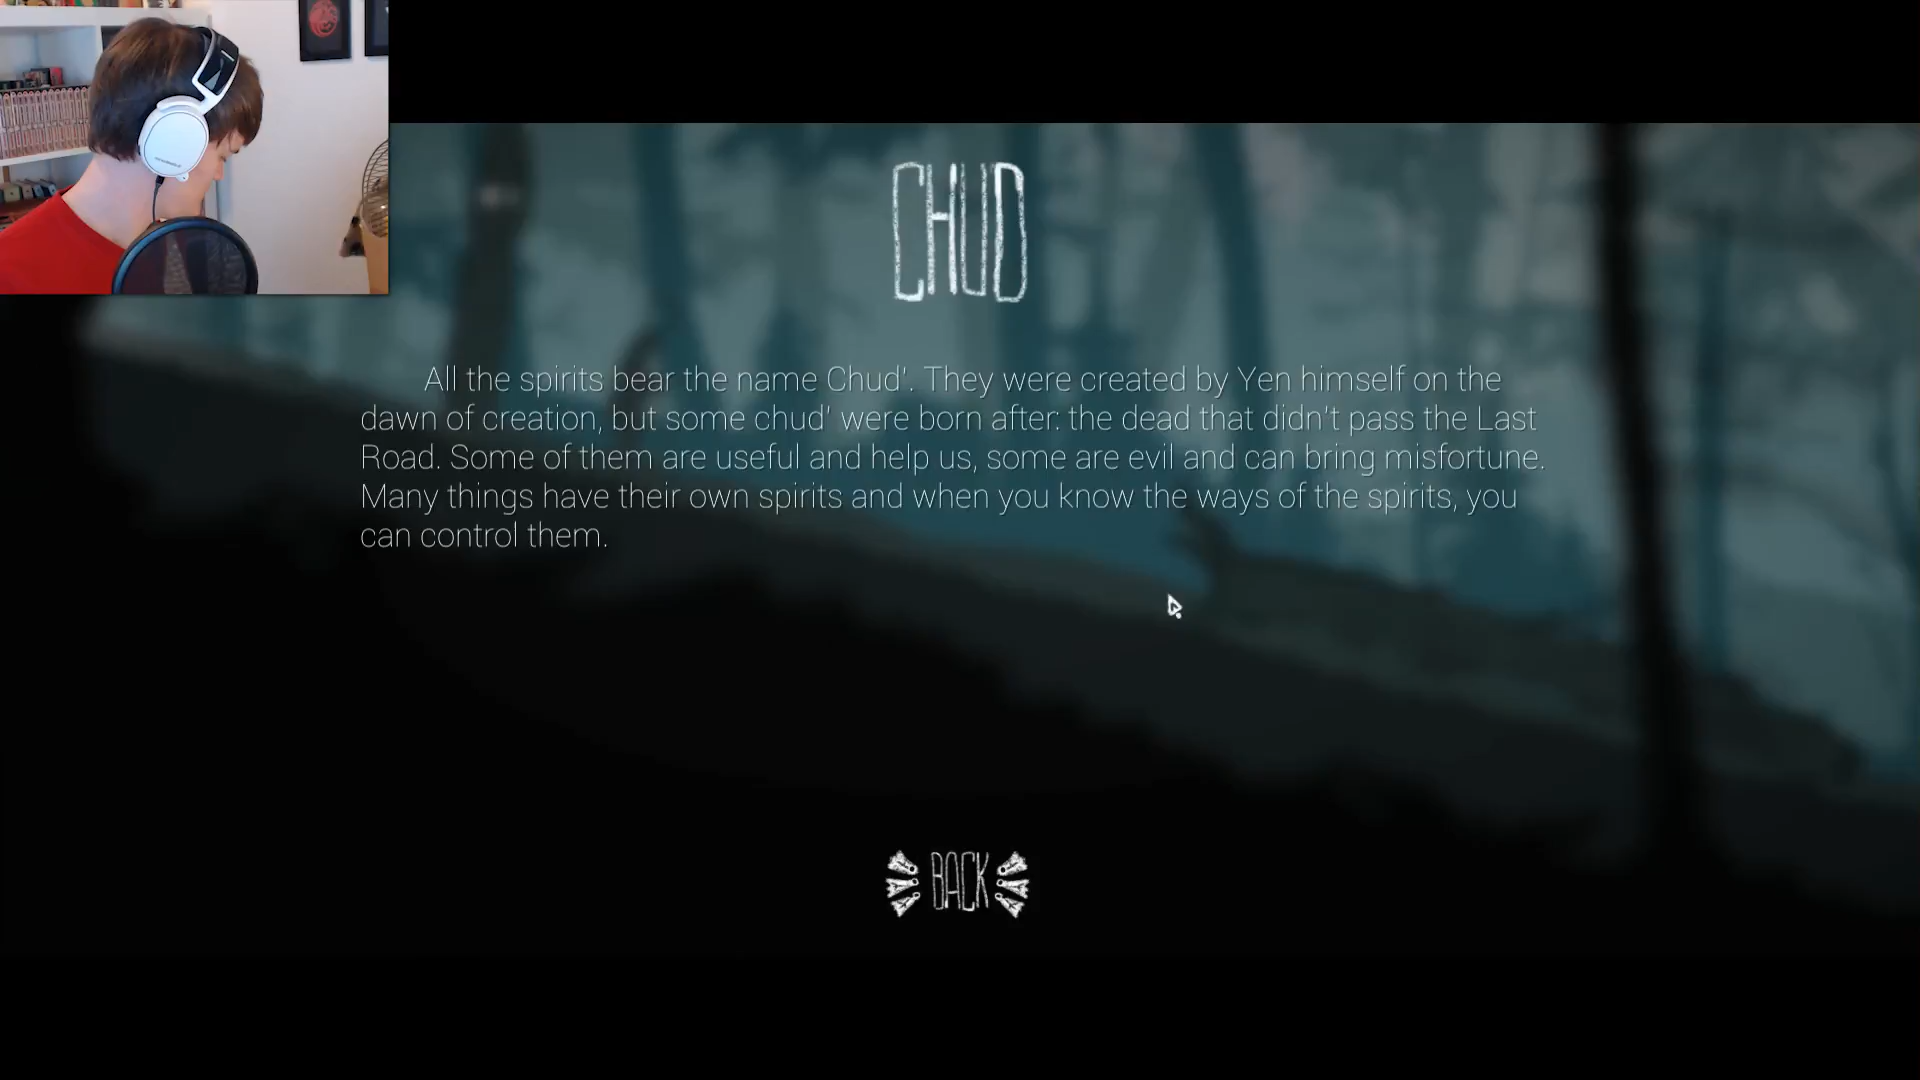 CHUD
All the spirits bear the name Chud'. They were created by Yen himself on the
dawn of creation, but some chud' were born after: the dead that didn't pass the Last
Road. Some of them are useful and help us, some are evil and can bring misfortune.
Many things have their own spirits and when you know the ways of the spirits, you
can control them.
BACK